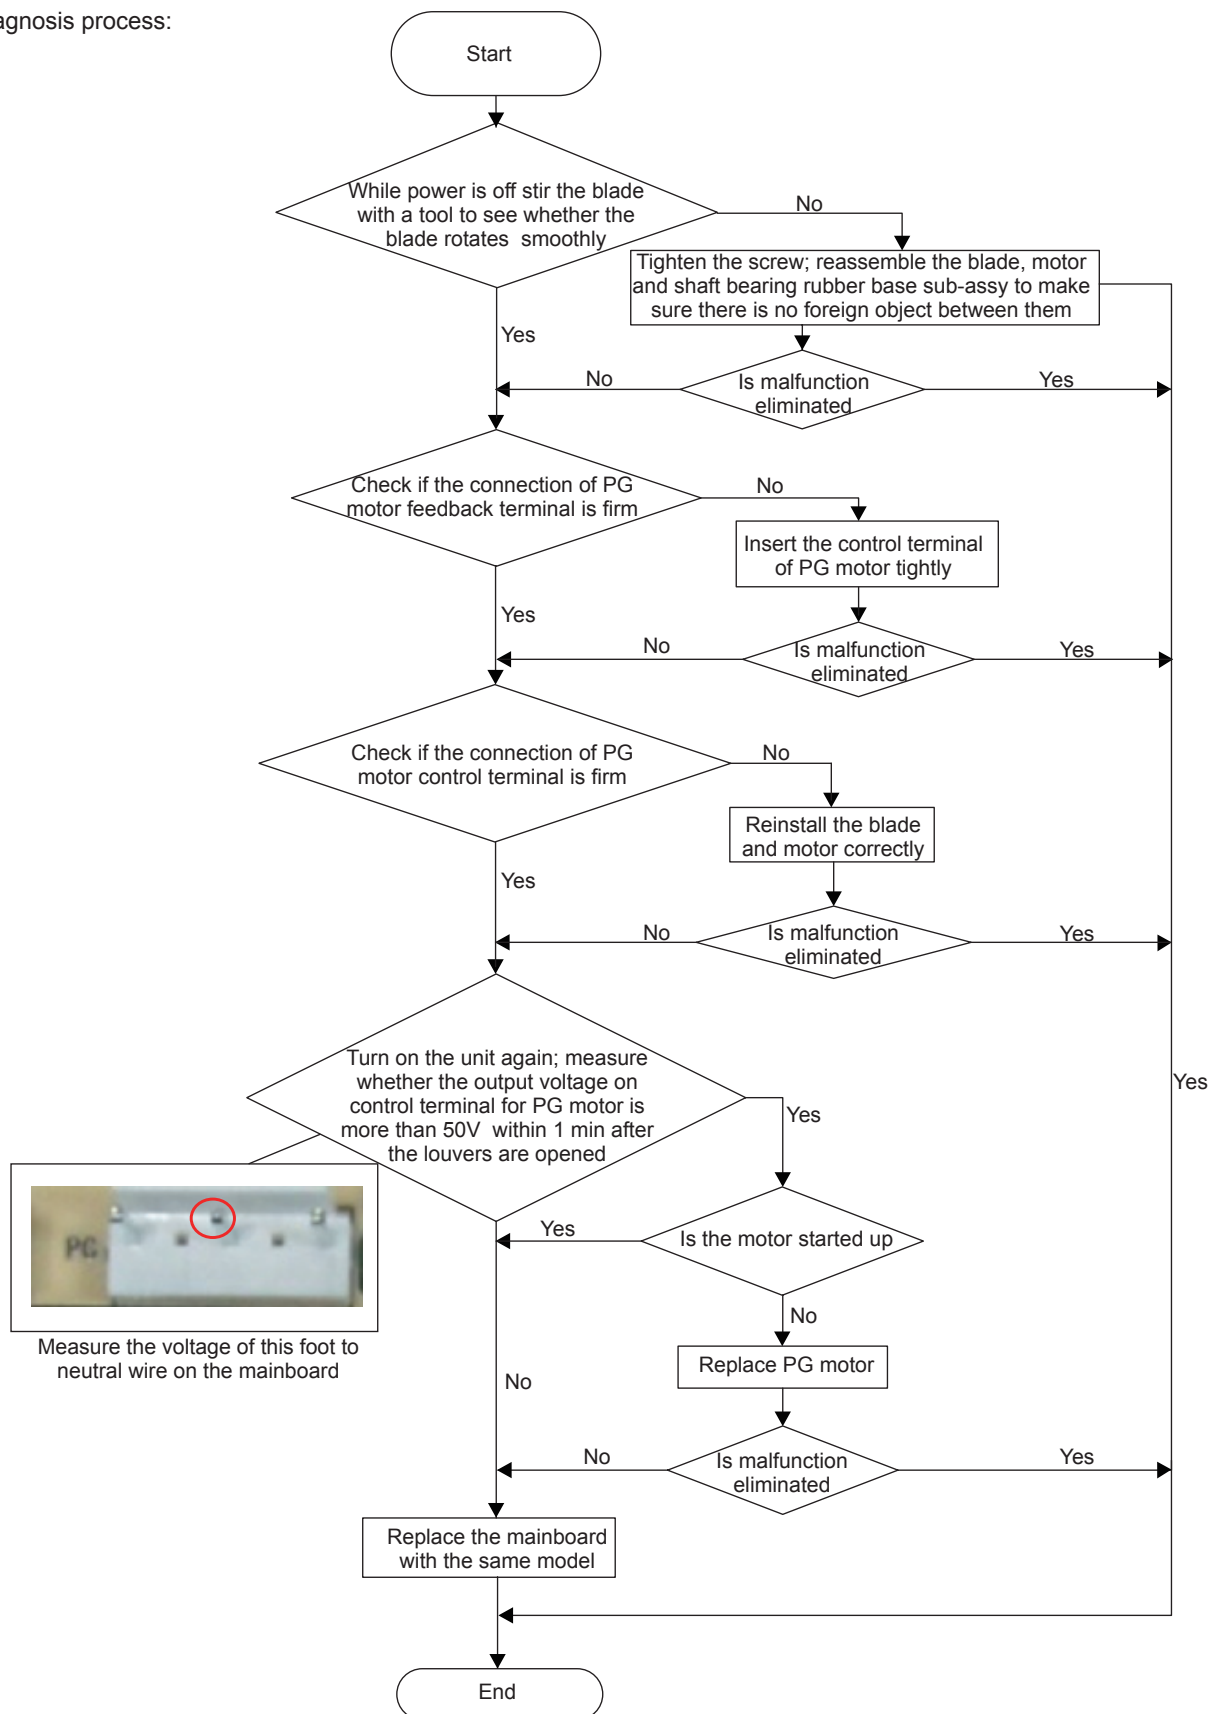 agnosis process:
Start
While power is off stir the blade
with a tool to see whether the
blade rotates smoothly
No
Tighten the screw; reassemble the blade, motor
and shaft bearing rubber base sub-assy to make
sure there is no foreign object between them
Yes
No
Is malfunction
eliminated
Yes
Check if the connection of PG
motor feedback terminal is firm
No
Insert the control terminal
of PG motor tightly
Yes
No
Is malfunction
eliminated
Yes
Check if the connection of PG
motor control terminal is firm
No
Reinstall the blade
and motor correctly
Yes
No
Is malfunction
eliminated
Yes
Turn on the unit again; measure
whether the output voltage on
control terminal for PG motor is
more than 50V within 1 min after
the louvers are opened
Yes
Yes
PG
Measure the voltage of this foot to
neutral wire on the mainboard
Yes
Is the motor started up
No
Replace PG motor
No
No
Is malfunction
eliminated
Yes
Replace the mainboard
with the same model
End